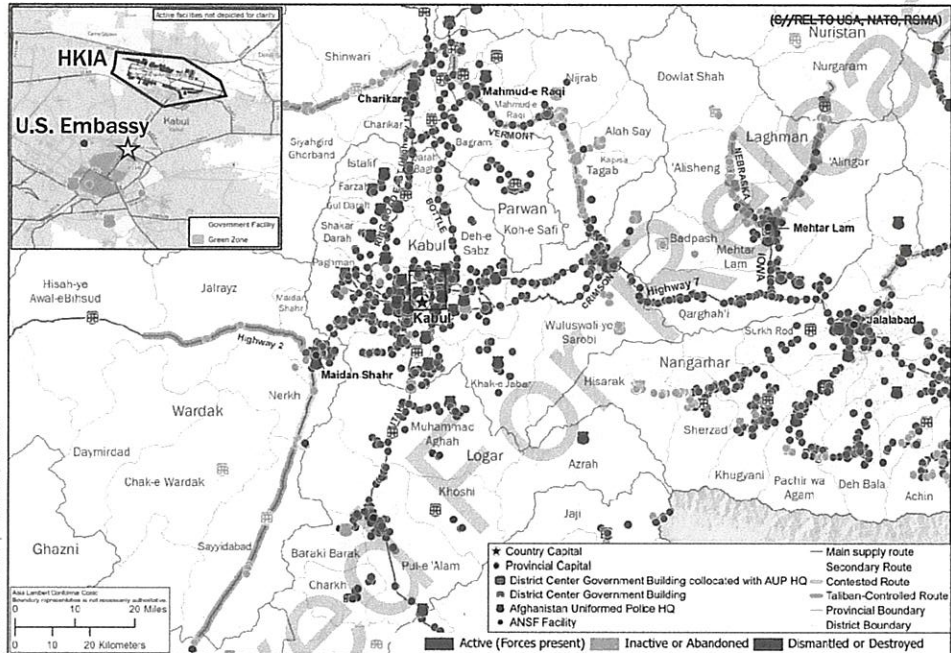 Active facilities not depicted for clarity
HKIA
U.S. Embassy
Kabul
Government Facility
Green Zone
(S//REL TO USA, NATO, RSMA)
Nuristan
Shinwari
Nijrab
Dowlat Shah
Nurgaram
Charikar
Mahmud-e Raqi
Mahmud-e
Raqi
Charikar
VERMONT
Laghman
Siyahgird
Ghorband
Bagram
Alah Say
Kapisa
Tagab
'Alisheng
NEBRASKA
'Alingar
Istalif
Farzah
Gul Darah
Parwan
Mehtar Lam
Shakar
Darah
BOTTLE
Kabul
Deh-e
Sabz
Koh-e Safi
Badpash
Mehtar
Lam
IOWA
Paghman
Hisah-ye
Awal-eBihsud
Jalrayz
Maidan
Shahr
Kabul
CRIMSON
Highway 7
Qarghah'i
Jalalabad
Highway 2
Wuluswali ye
Sarobi
Surkh Rod
Nangarhar
Maidan Shahr
Khak-e Jabar
Hisarak
Nerkh
Wardak
Muhammad
Aghah
Sherzad
Daymirdad
Logar
Azrah
Khugyani
Pachir wa
Agam
Deh Bala
Achin
Chak-e Wardak
Khoshi
Jaji
Sayyidabad
Ghazni
Baraki Barak
Pul-e 'Alam
Charkh
Asia Lambert Conformal Conic
Boundary representation is not necessarily authoritative
0 10 20 Miles
0 10 20 Kilometers
Country Capital
Provincial Capital
District Center Government Building collocated with AUP HQ
District Center Government Building
Afghanistan Uniformed Police HQ
ANSF Facility
Main supply route
Secondary Route
Contested Route
Taliban-Controlled Route
Provincial Boundary
District Boundary
Active (Forces present)
Inactive or Abandoned
Dismantled or Destroyed